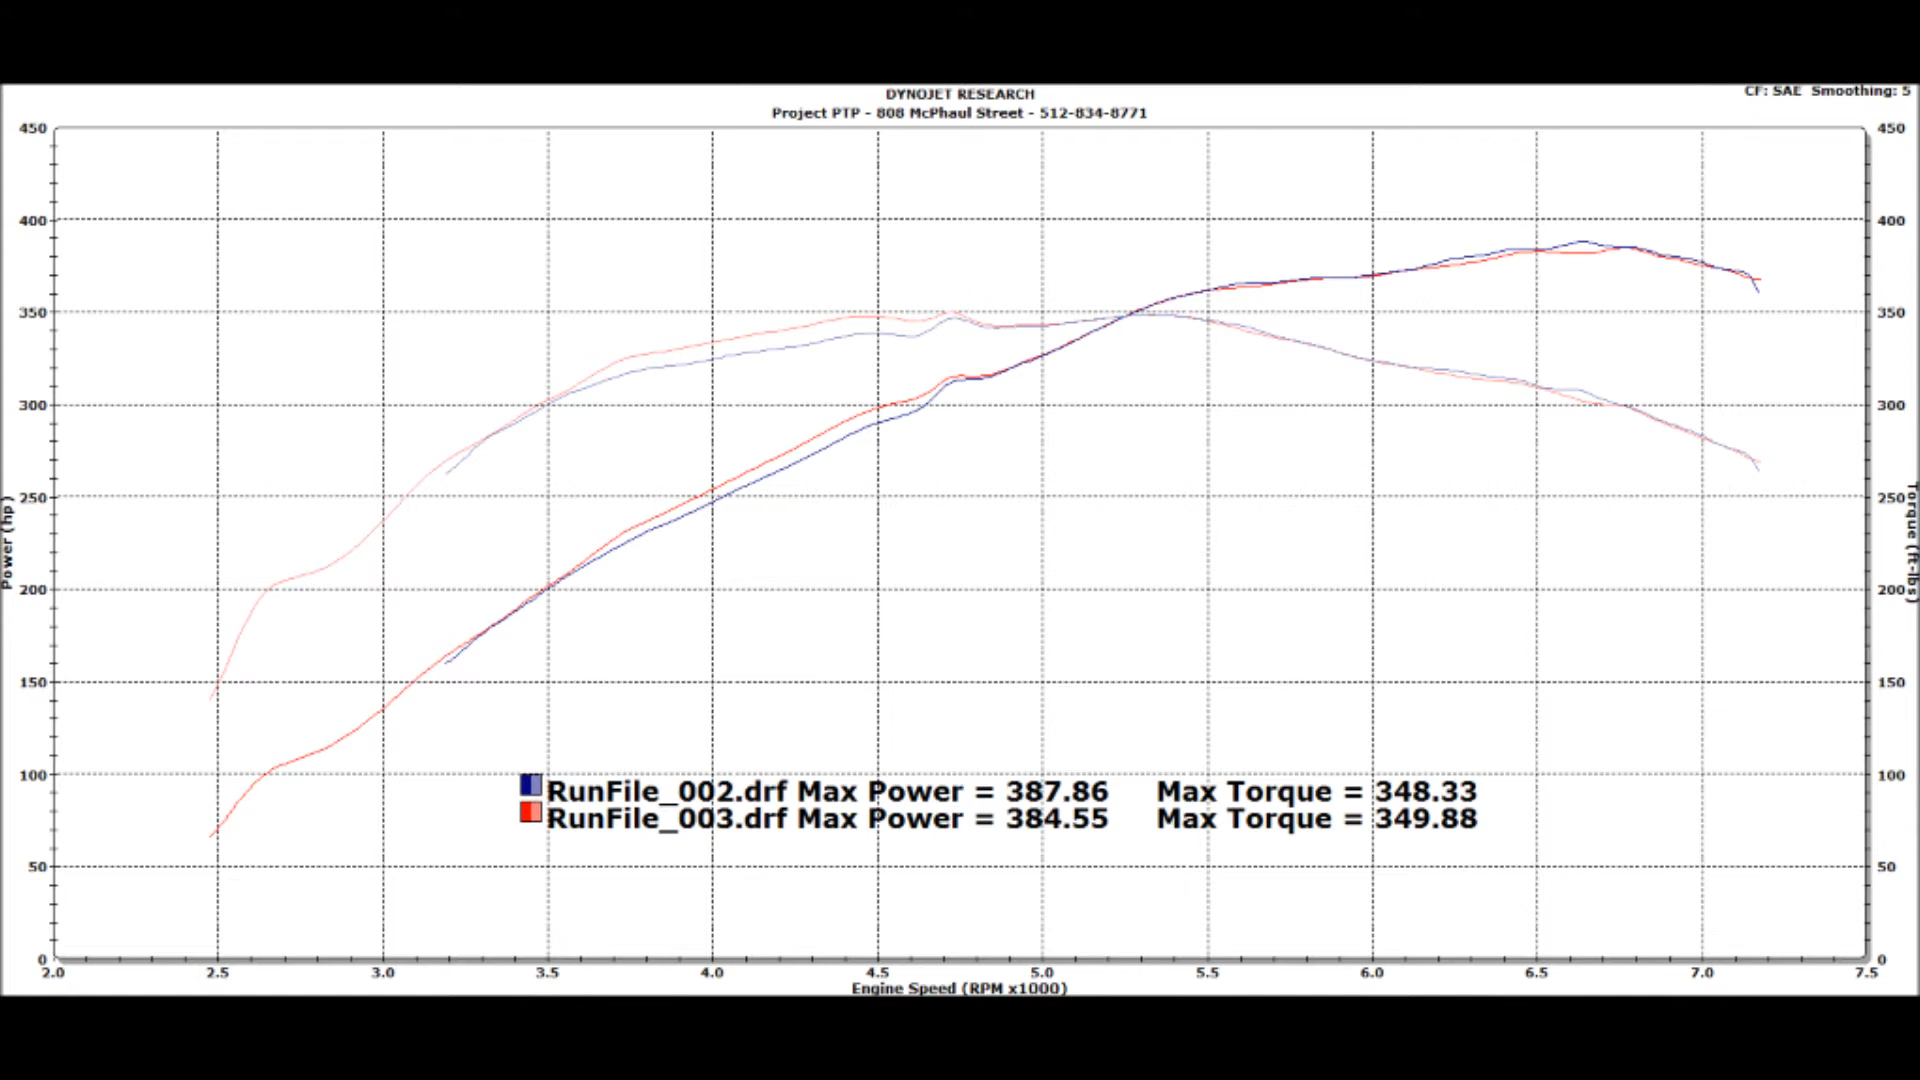 DYNOJET RESEARCH
CF: SAE Smoothing: 5
Project PTP - 808 McPhaul Street - 512-834-8771
450
400
350
300
250
200
150
100
50
0
Power (hp)
450
400
350
300
250
200
150
100
50
0
Torque (ft-lbs)
RunFile_002.drf Max Power = 387.86 Max Torque = 348.33
RunFile_003.drf Max Power = 384.55 Max Torque = 349.88
2.0 2.5 3.0 3.5 4.0 4.5 5.0 5.5 6.0 6.5 7.0 7.5
Engine Speed (RPM x1000)